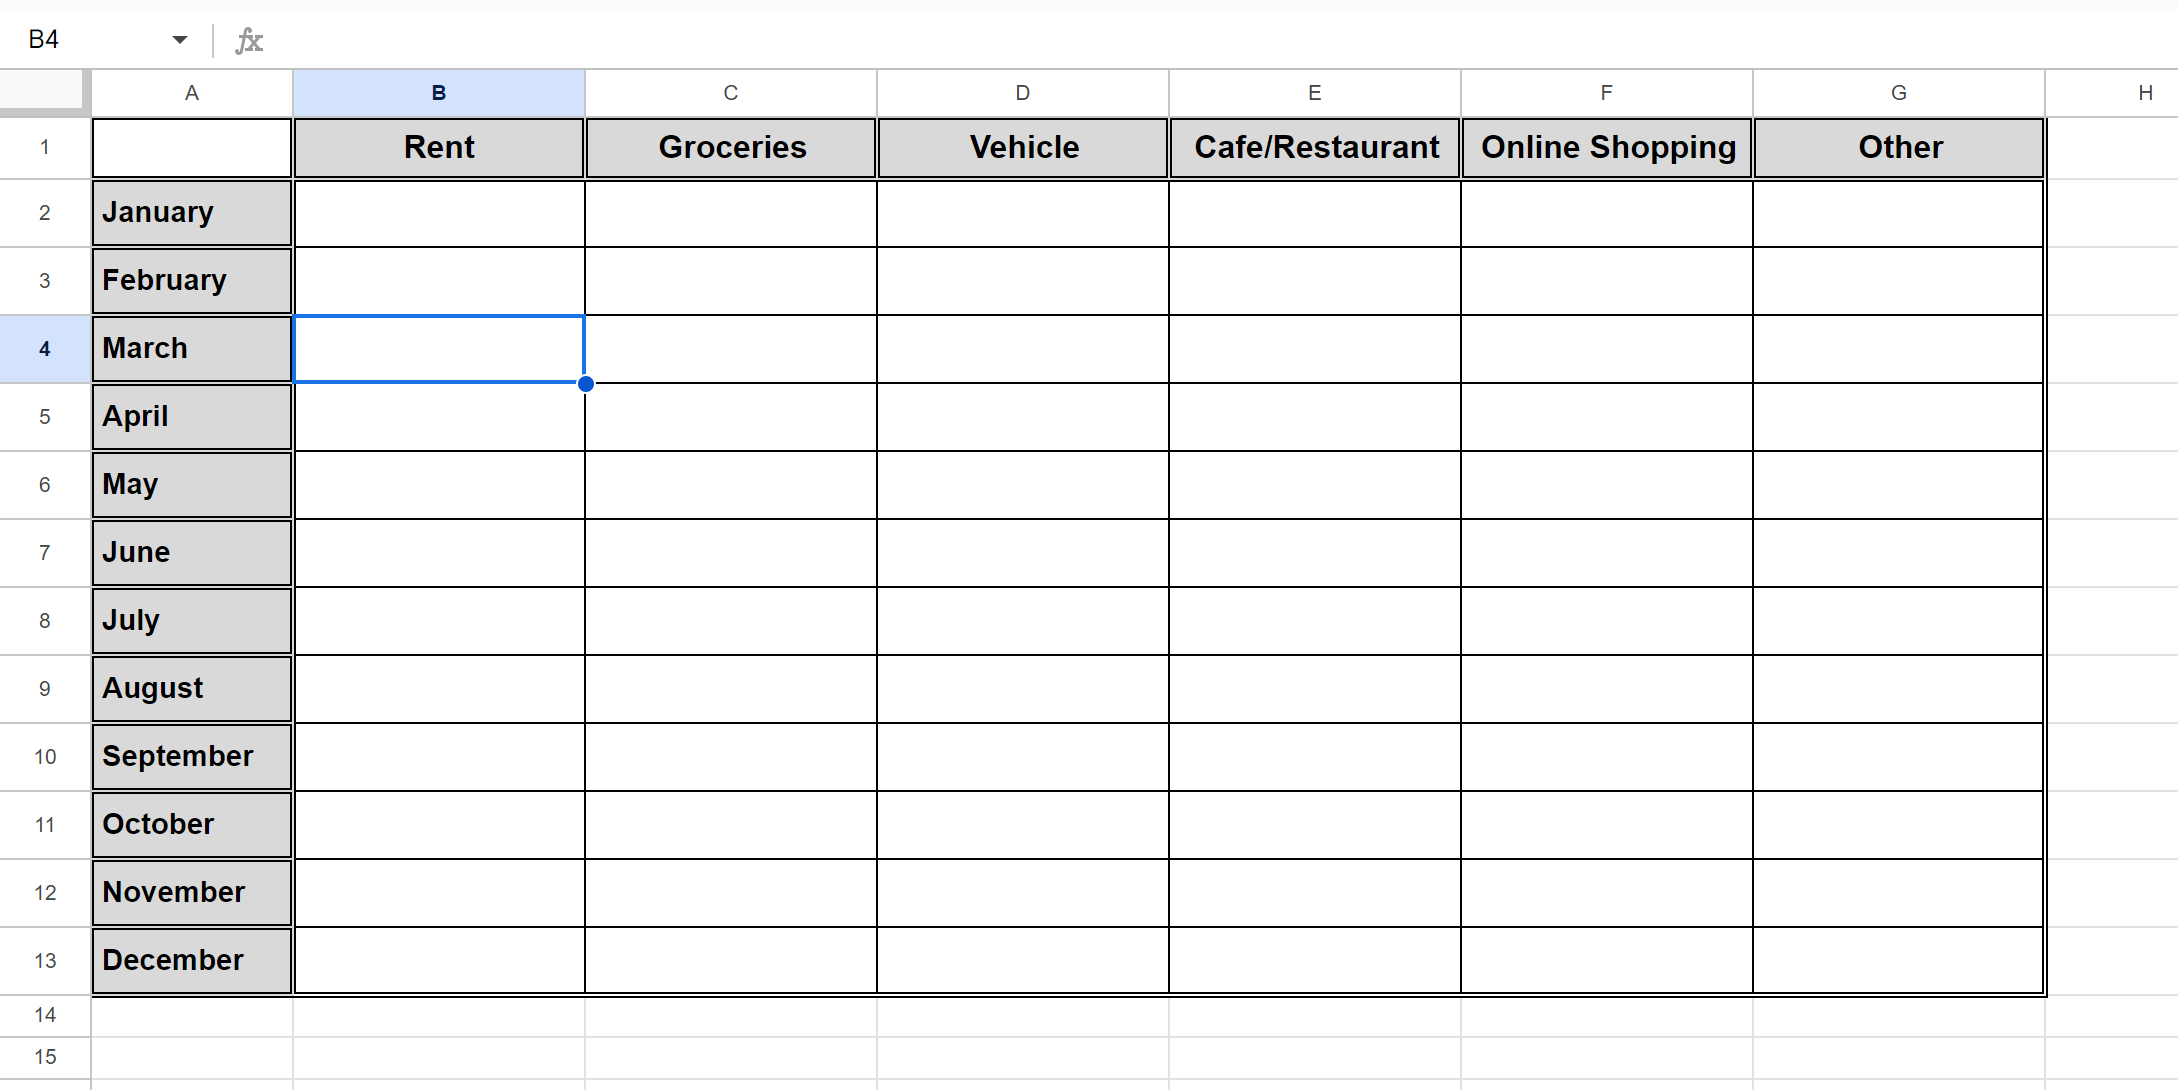 B4 fx
A B C D E F G H
1 Rent Groceries Vehicle Cafe/Restaurant Online Shopping Other
2 January
3 February
4 March
5 April
6 May
7 June
8 July
9 August
10 September
11 October
12 November
13 December
14
15